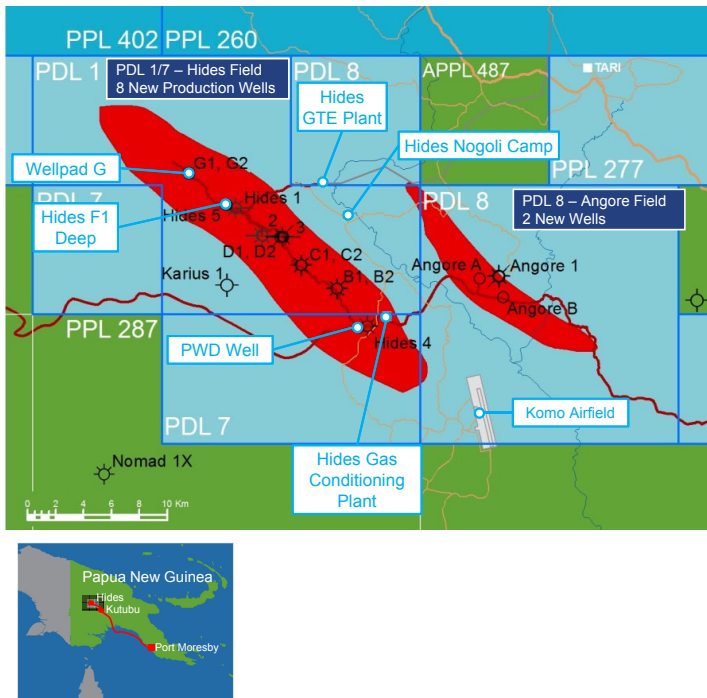 PPL 402
PPL 260
PDL 1
PDL 1/7 – Hides Field
8 New Production Wells
PDL 8
APPL 487
TARI
Hides
GTE Plant
Hides Nogoli Camp
Wellpad G
G1, G2
PPL 277
PDL 7
Hides F1
Deep
Hides 5
Hides 1
2
3
D1, D2
C1, C2
B1, B2
Karius 1
PDL 8
PDL 8 – Angore Field
2 New Wells
Angore A
Angore 1
Angore B
PPL 287
PWD Well
Hides 4
PDL 7
Komo Airfield
Hides Gas
Conditioning
Plant
Nomad 1X
0 2 4 6 8 10 Km
Papua New Guinea
Hides
Kutubu
Port Moresby